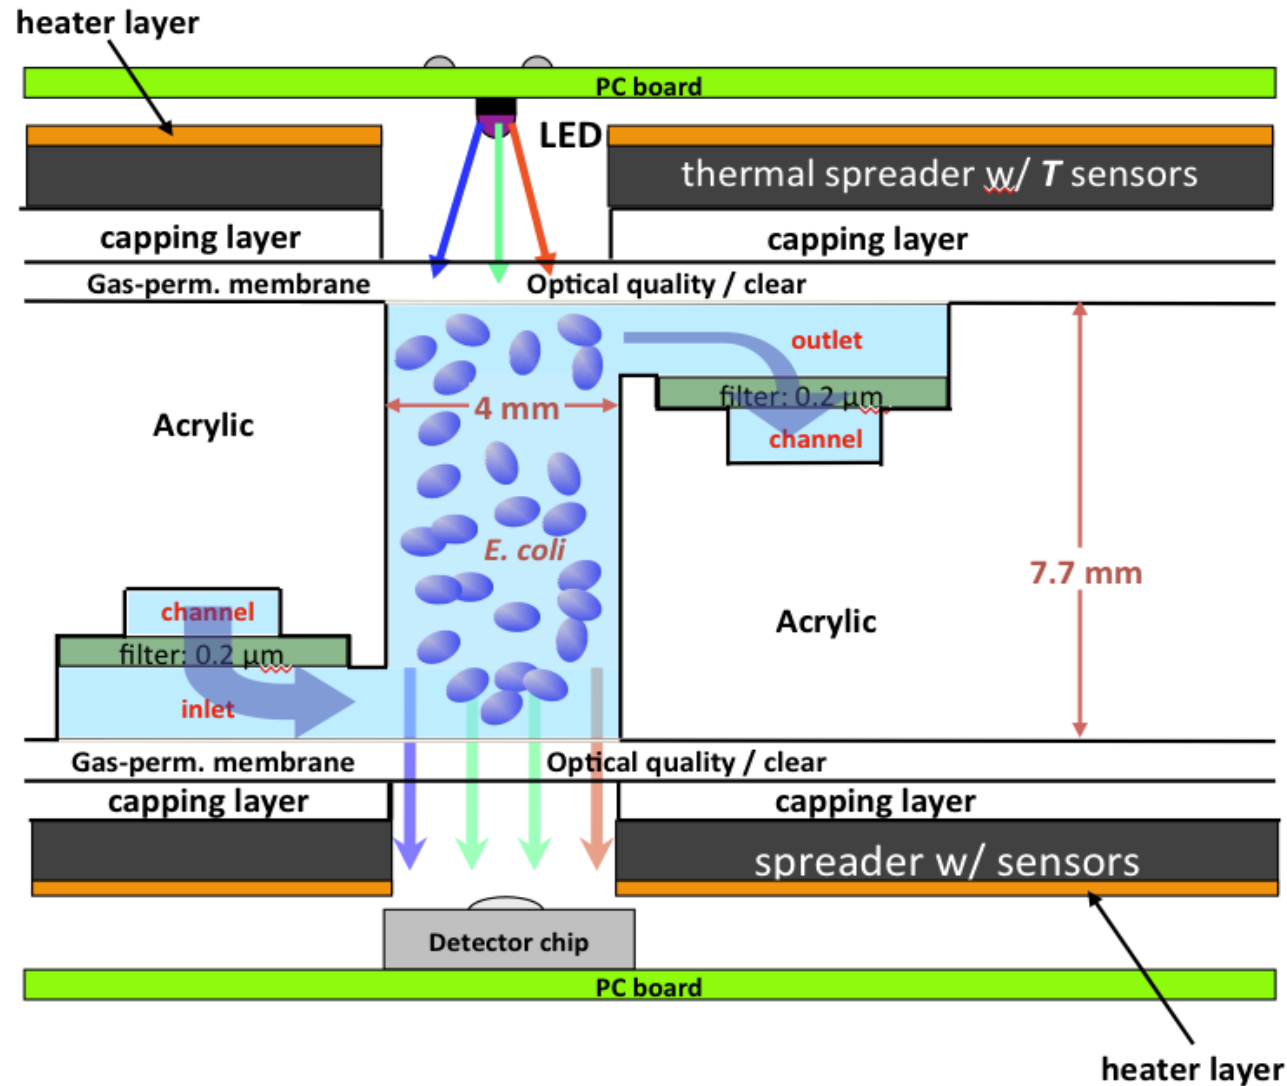 heater layer
PC board
LED
thermal spreader w/ T sensors
capping layer
capping layer
Gas-perm. membrane
Optical quality / clear
outlet
filter: 0.2 µm
channel
4 mm
Acrylic
E. coli
7.7 mm
channel
filter: 0.2 µm
inlet
Acrylic
Gas-perm. membrane
Optical quality / clear
capping layer
capping layer
spreader w/ sensors
Detector chip
PC board
heater layer